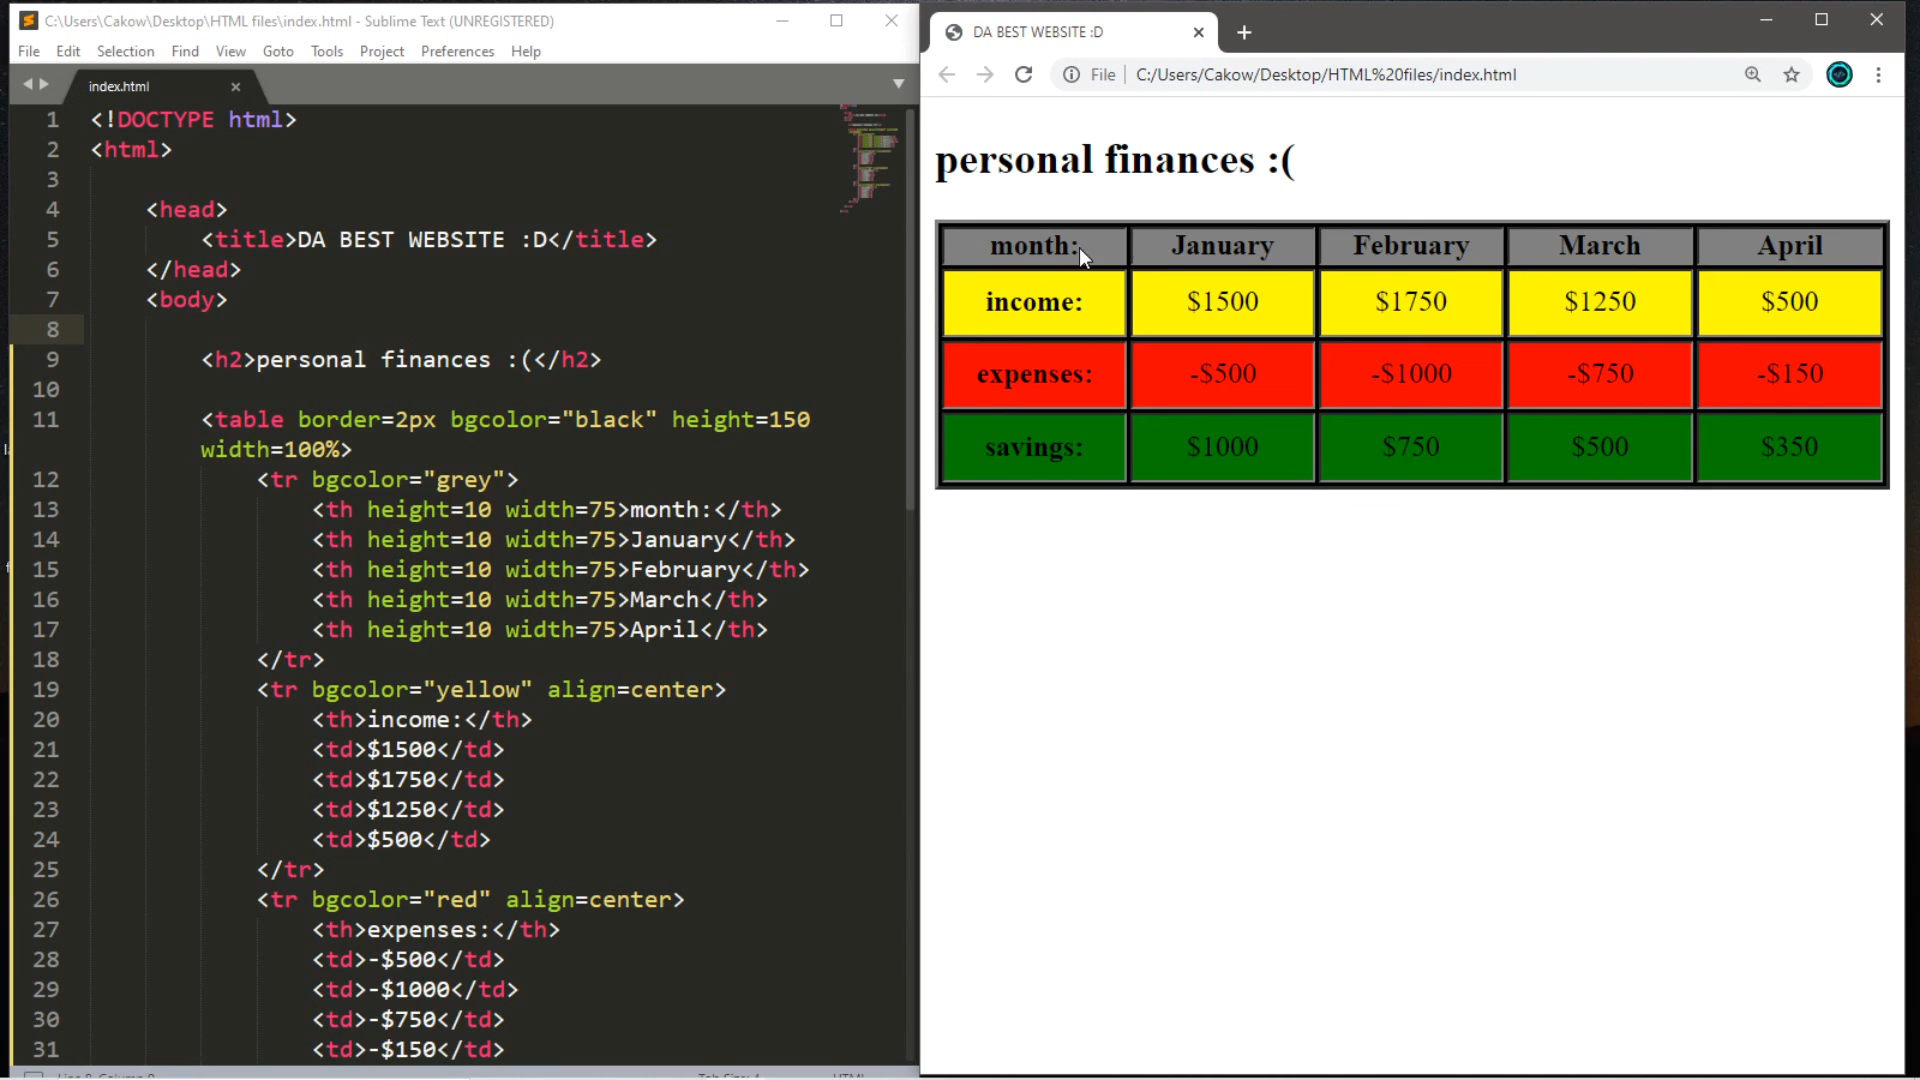 C:\Users\Cakow\Desktop\HTML files\index.html - Sublime Text (UNREGISTERED)
File Edit Selection Find View Goto Tools Project Preferences Help
index.html
1 <!DOCTYPE html>
2 <html>
3
4 <head>
5 <title>DA BEST WEBSITE :D</title>
6 </head>
7 <body>
8
9 <h2>personal finances :(</h2>
10
11 <table border=2px bgcolor="black" height=150
width=100%>
12 <tr bgcolor="grey">
13 <th height=10 width=75>month:</th>
14 <th height=10 width=75>January</th>
15 <th height=10 width=75>February</th>
16 <th height=10 width=75>March</th>
17 <th height=10 width=75>April</th>
18 </tr>
19 <tr bgcolor="yellow" align=center>
20 <th>income:</th>
21 <td>$1500</td>
22 <td>$1750</td>
23 <td>$1250</td>
24 <td>$500</td>
25 </tr>
26 <tr bgcolor="red" align=center>
27 <th>expenses:</th>
28 <td>-$500</td>
29 <td>-$1000</td>
30 <td>-$750</td>
31 <td>-$150</td>
DA BEST WEBSITE :D
File C:/Users/Cakow/Desktop/HTML%20files/index.html
personal finances :(
month: January February March April
income: $1500 $1750 $1250 $500
expenses: -$500 -$1000 -$750 -$150
savings: $1000 $750 $500 $350